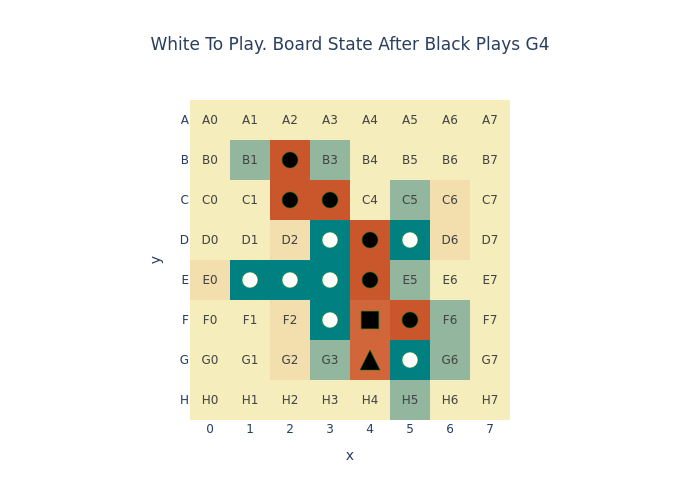 White To Play. Board State After Black Plays G4
A A0 A1 A2 A3 A4 A5 A6 A7
B B0 B1 B3 B4 B5 B6 B7
C C0 C1 C4 C5 C6 C7
D D0 D1 D2 D6 D7
y
E E0 E5 E6 E7
F F0 F1 F2 F6 F7
G G0 G1 G2 G3 G6 G7
H H0 H1 H2 H3 H4 H5 H6 H7
0 1 2 3 4 5 6 7
x